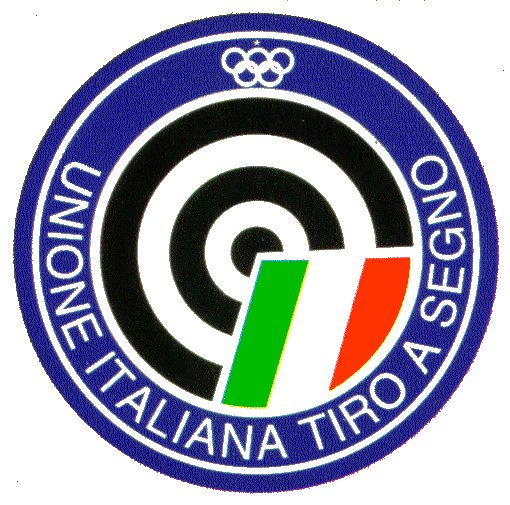 UNIONE ITALIANA TIRO A SEGNO